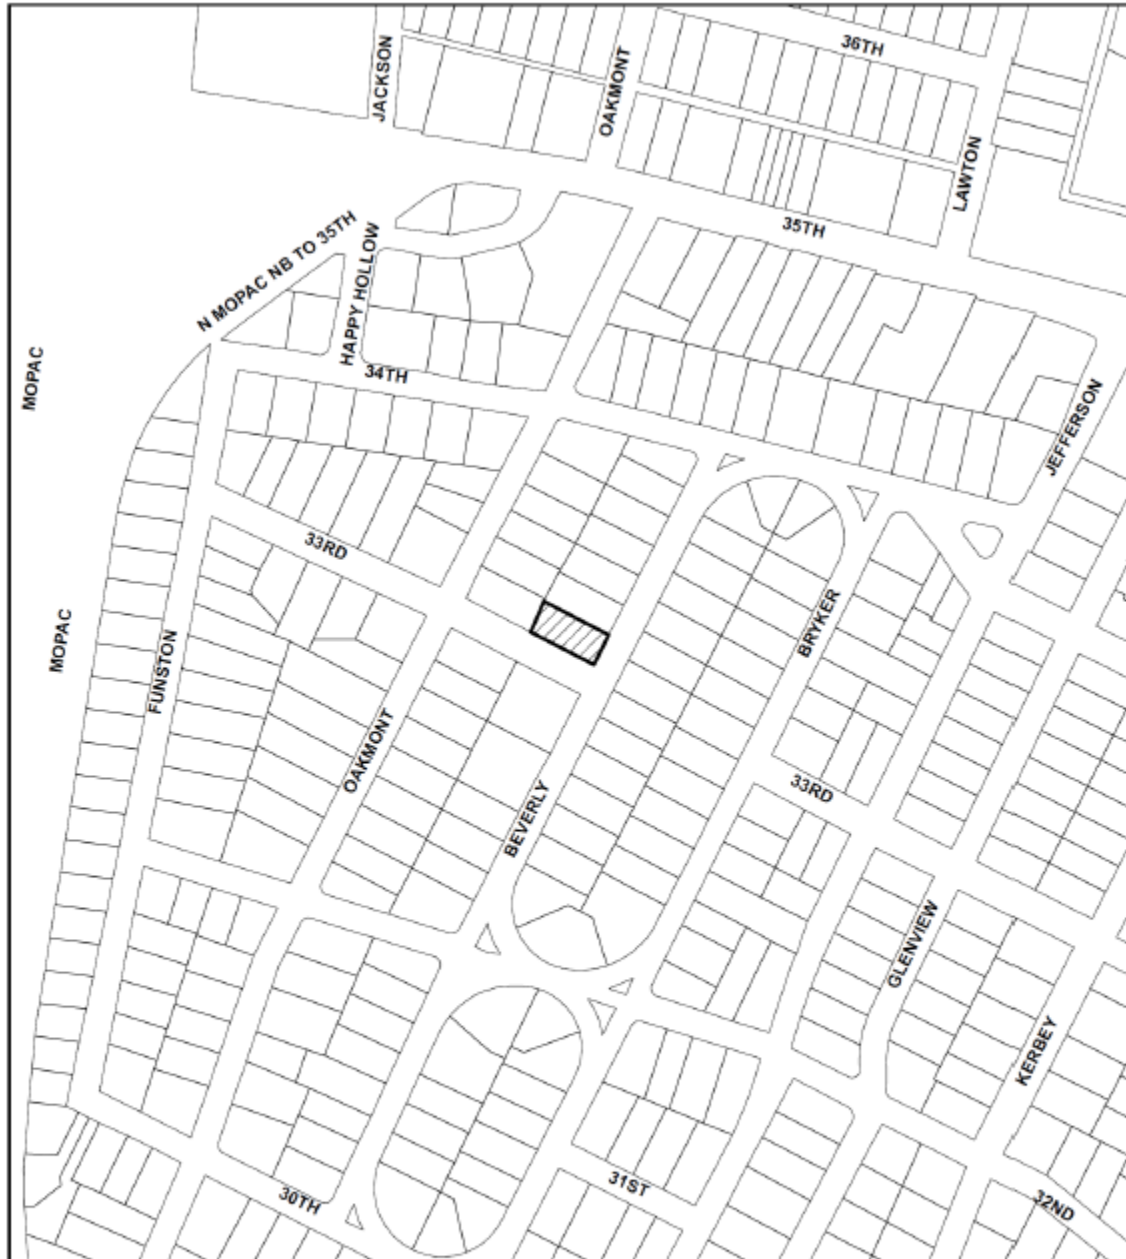 36TH
JACKSON
OAKMONT
LAWTON
35TH
N MOPAC NB TO 35TH
HAPPY HOLLOW
MOPAC
34TH
JEFFERSON
33RD
BRYKER
MOPAC
FUNSTON
OAKMONT
33RD
BEVERLY
GLENVIEW
KERBEY
31ST
30TH
32ND